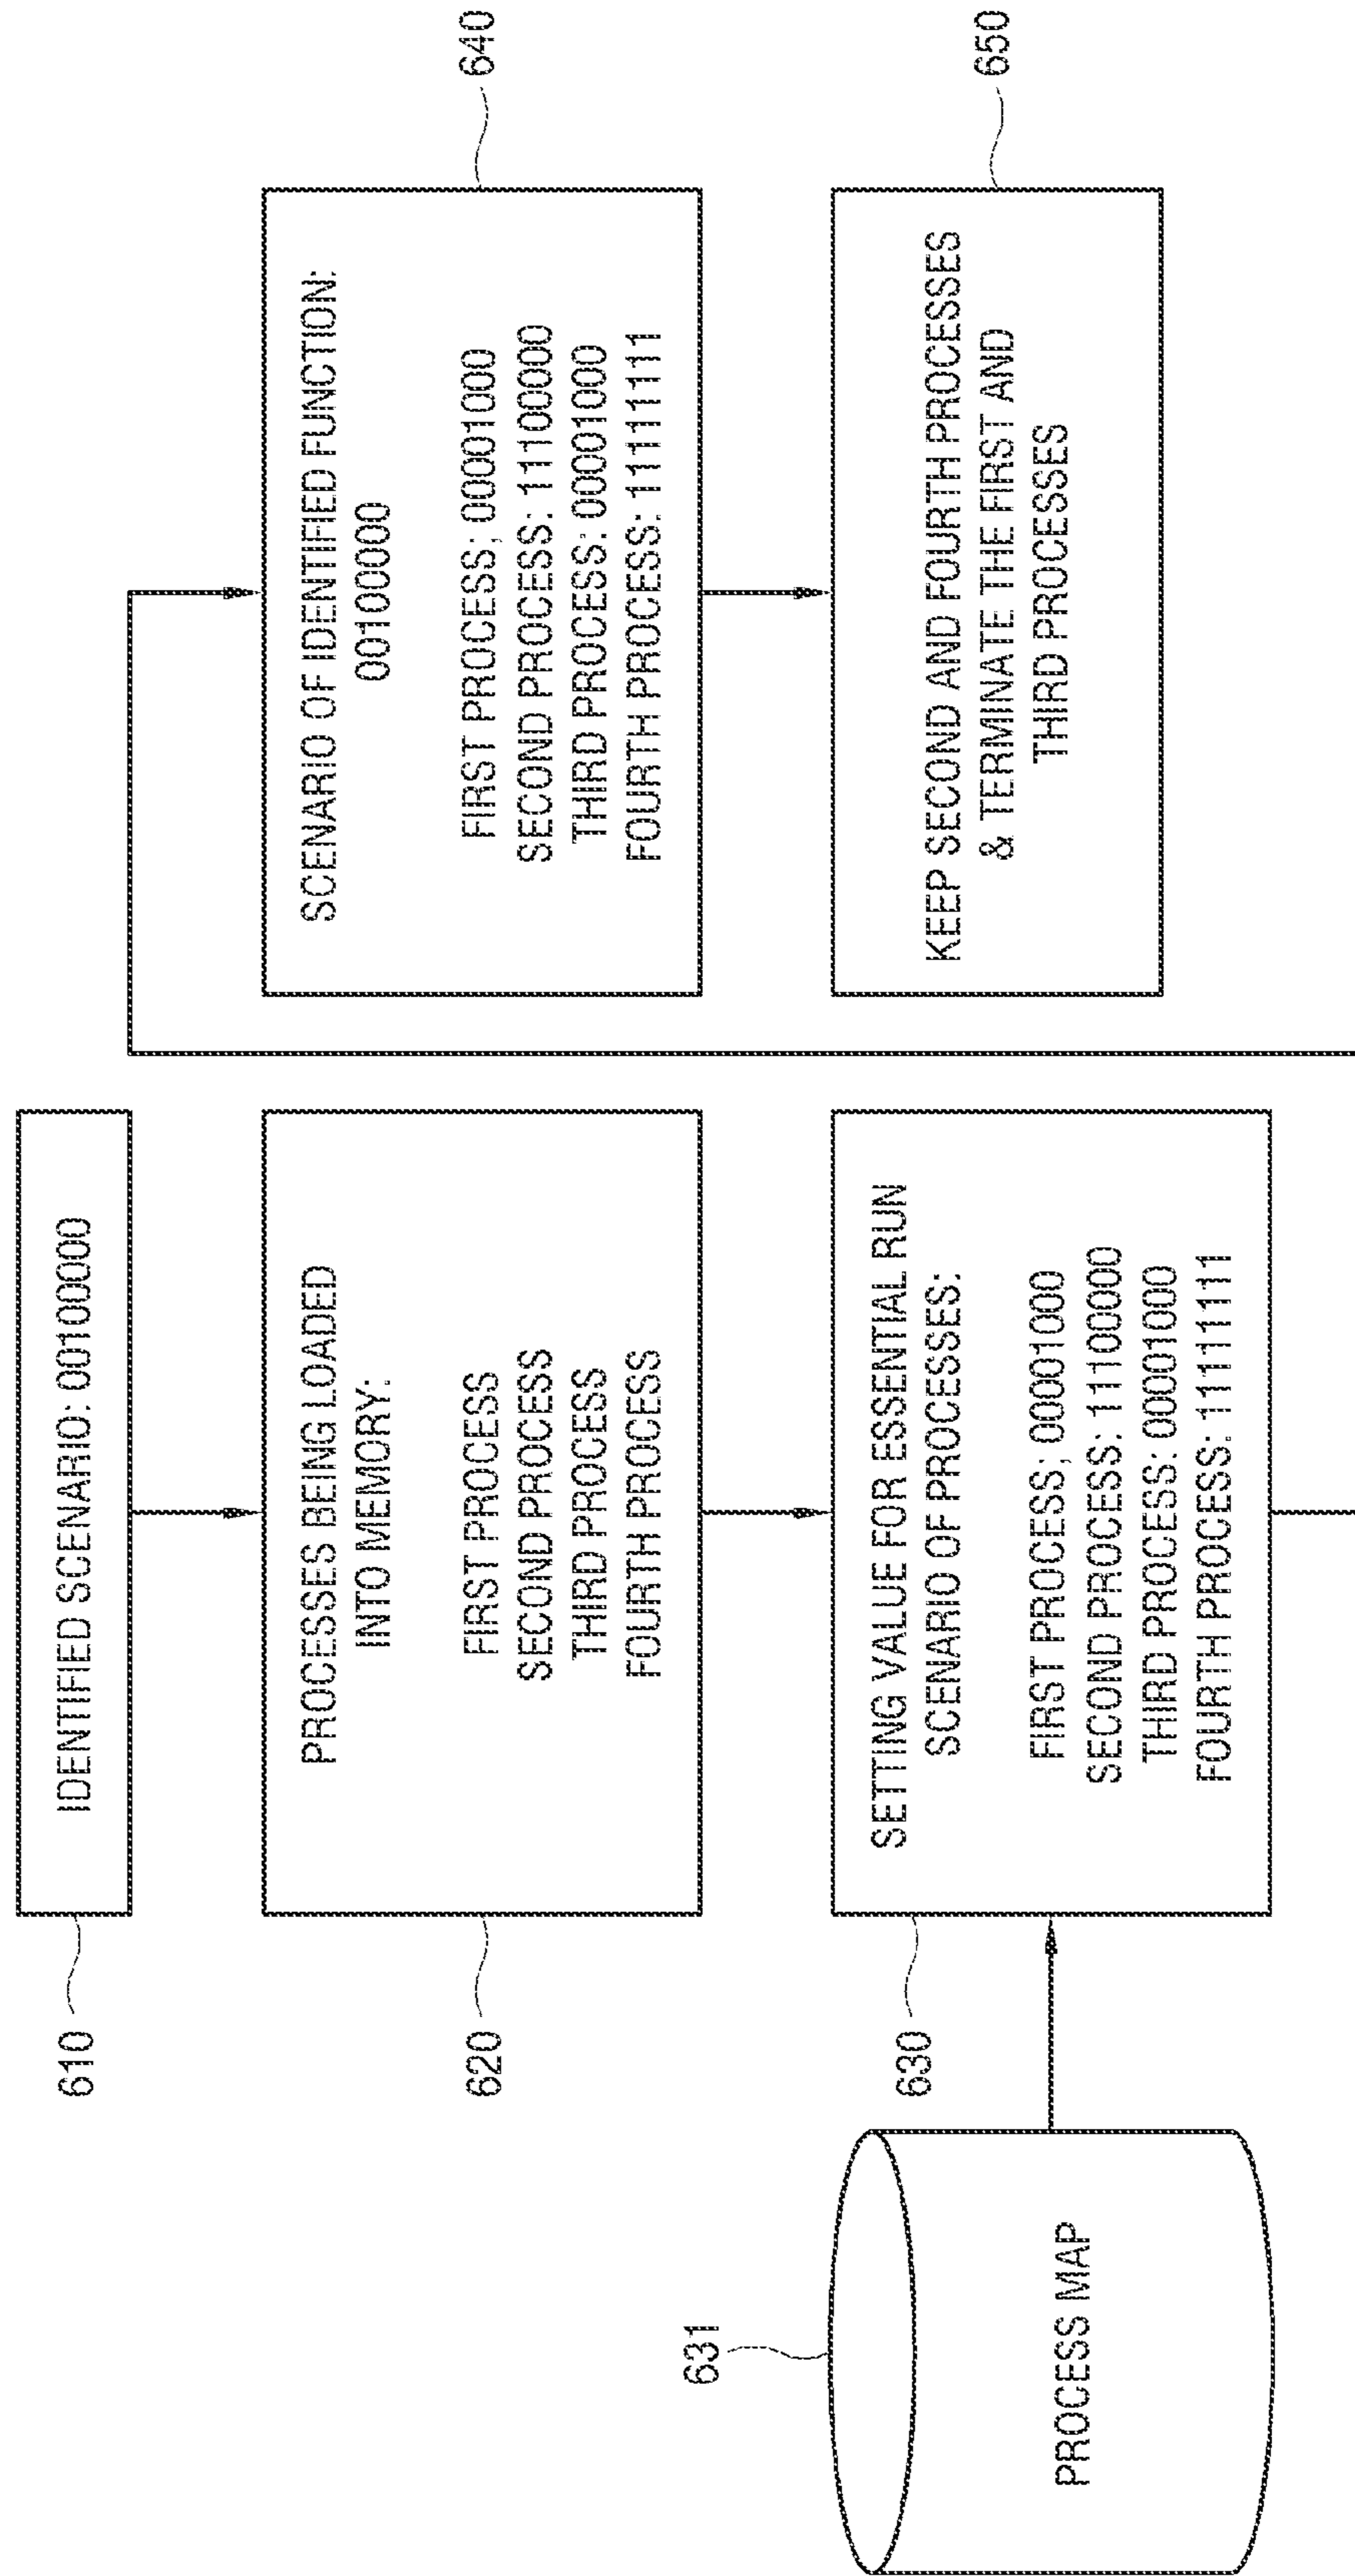 610
IDENTIFIED SCENARIO: 00100000
620
PROCESSES BEING LOADED
INTO MEMORY:
FIRST PROCESS
SECOND PROCESS
THIRD PROCESS
FOURTH PROCESS
631
PROCESS MAP
630
SETTING VALUE FOR ESSENTIAL RUN
SCENARIO OF PROCESSES:
FIRST PROCESS; 00001000
SECOND PROCESS: 11100000
THIRD PROCESS: 00001000
FOURTH PROCESS: 11111111
640
SCENARIO OF IDENTIFIED FUNCTION:
00100000
FIRST PROCESS; 00001000
SECOND PROCESS: 11100000
THIRD PROCESS: 00001000
FOURTH PROCESS: 11111111
650
KEEP SECOND AND FOURTH PROCESSES
& TERMINATE THE FIRST AND
THIRD PROCESSES